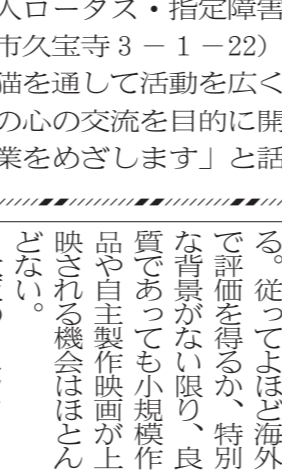 人ロータス・指定障害
市久宝寺3－1－22）
猫を通して活動を広く
の心の交流を目的に開
業をめざします」と話
る。従ってよほど海外
で評価を得るか、特別
な背景がない限り、良
質であっても小規模作
品や自主製作映画が上
映される機会はほとん
どない。